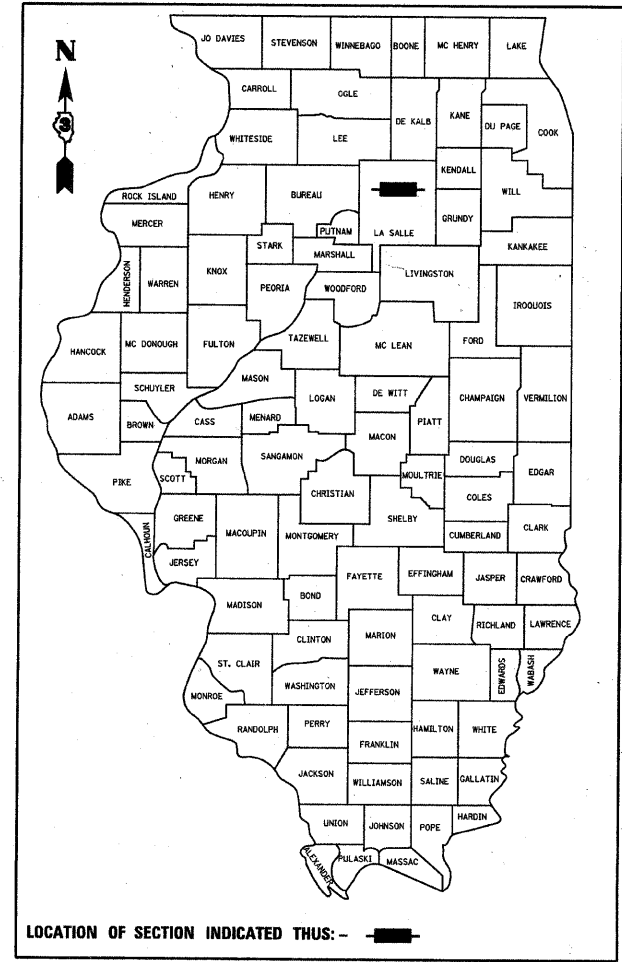 JO DAVIES
STEVENSON
WINNEBAGO
BOONE
MC HENRY
LAKE
N
3
CARROLL
OGLE
DE KALB
KANE
DU PAGE
COOK
WHITESIDE
LEE
KENDALL
WILL
ROCK ISLAND
HENRY
BUREAU
PUTNAM
LA SALLE
GRUNDY
MERCER
STARK
MARSHALL
KANKAKEE
HENDERSON
WARREN
KNOX
PEORIA
WOODFORD
LIVINGSTON
IROQUOIS
HANCOCK
MC DONOUGH
FULTON
TAZEWELL
MC LEAN
FORD
SCHUYLER
MASON
LOGAN
DE WITT
CHAMPAIGN
VERMILION
ADAMS
BROWN
CASS
MENARD
MACON
PIATT
PIKE
SCOTT
MORGAN
SANGAMON
CHRISTIAN
MOULTRIE
DOUGLAS
EDGAR
COLES
GREENE
CALHOUN
MACOUPIN
MONTGOMERY
SHELBY
CUMBERLAND
CLARK
JERSEY
FAYETTE
EFFINGHAM
JASPER
CRAWFORD
MADISON
BOND
CLAY
RICHLAND
LAWRENCE
CLINTON
MARION
ST. CLAIR
WAYNE
EDWARDS
WABASH
MONROE
WASHINGTON
JEFFERSON
RANDOLPH
PERRY
HAMILTON
WHITE
FRANKLIN
JACKSON
WILLIAMSON
SALINE
GALLATIN
UNION
JOHNSON
POPE
HARDIN
ALEXANDER
PULASKI
MASSAC
LOCATION OF SECTION INDICATED THUS: -